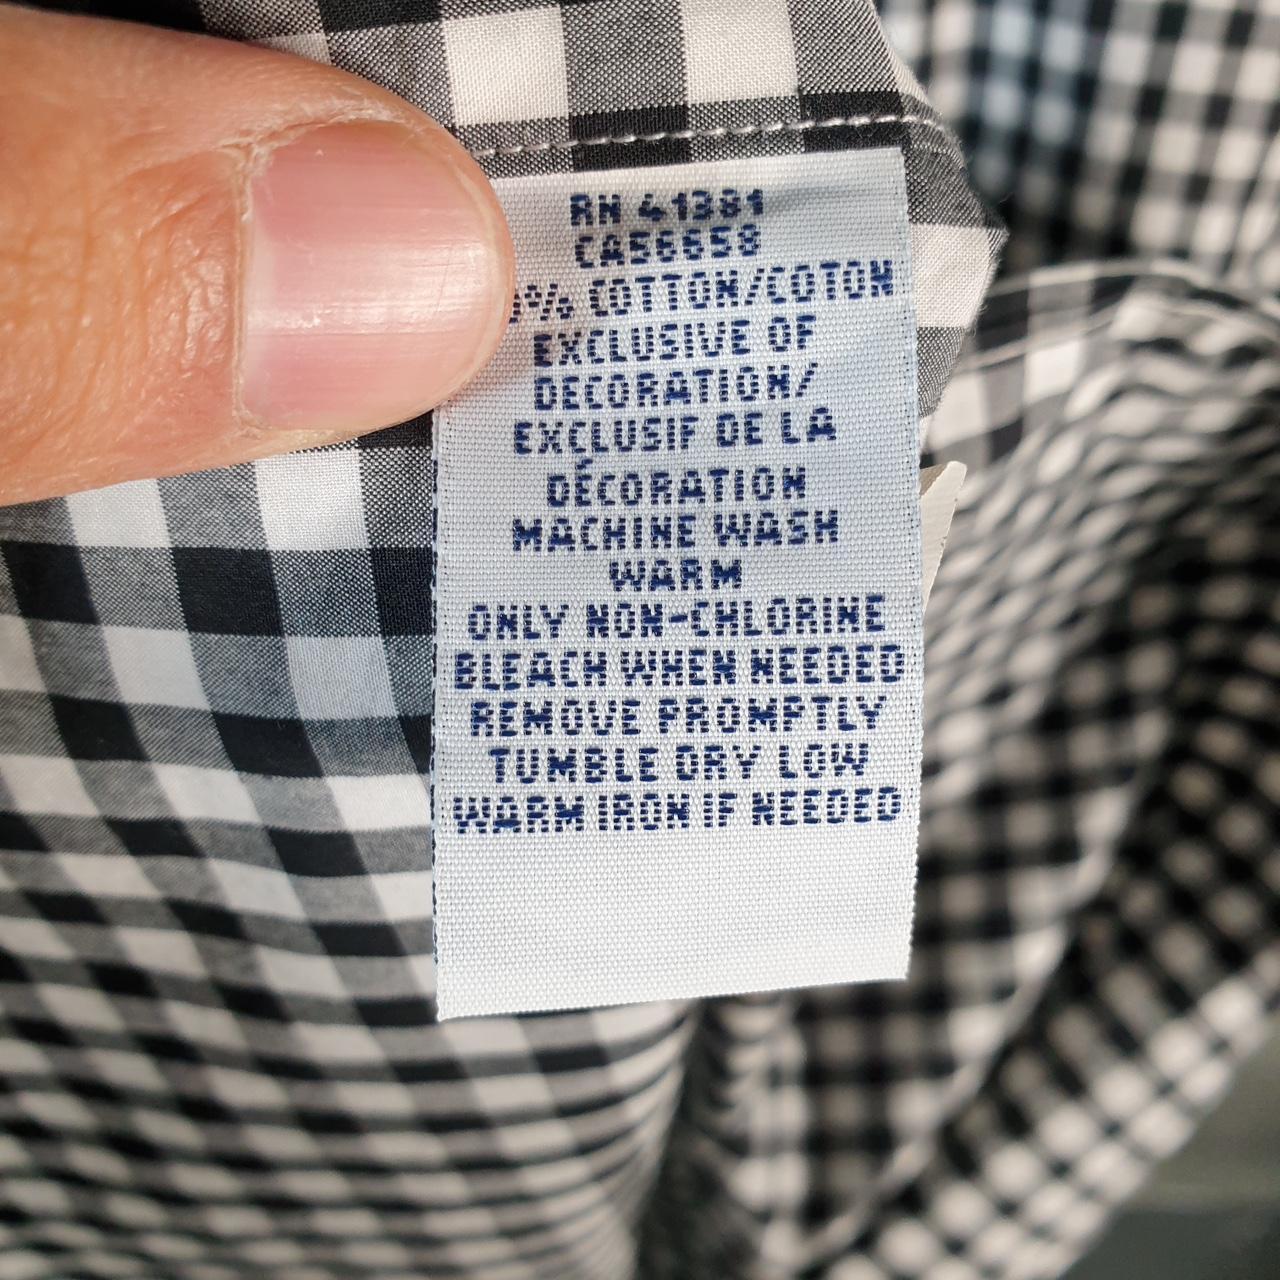 RN 41381
CA56658
0% COTTON/COTON
EXCLUSIVE OF
DECORATION/
EXCLUSIF DE LA
DÉCORATION
MACHINE WASH
WARM
ONLY NON-CHLORINE
BLEACH WHEN NEEDED
REMOVE PROMPTLY
TUMBLE DRY LOW
WARM IRON IF NEEDED